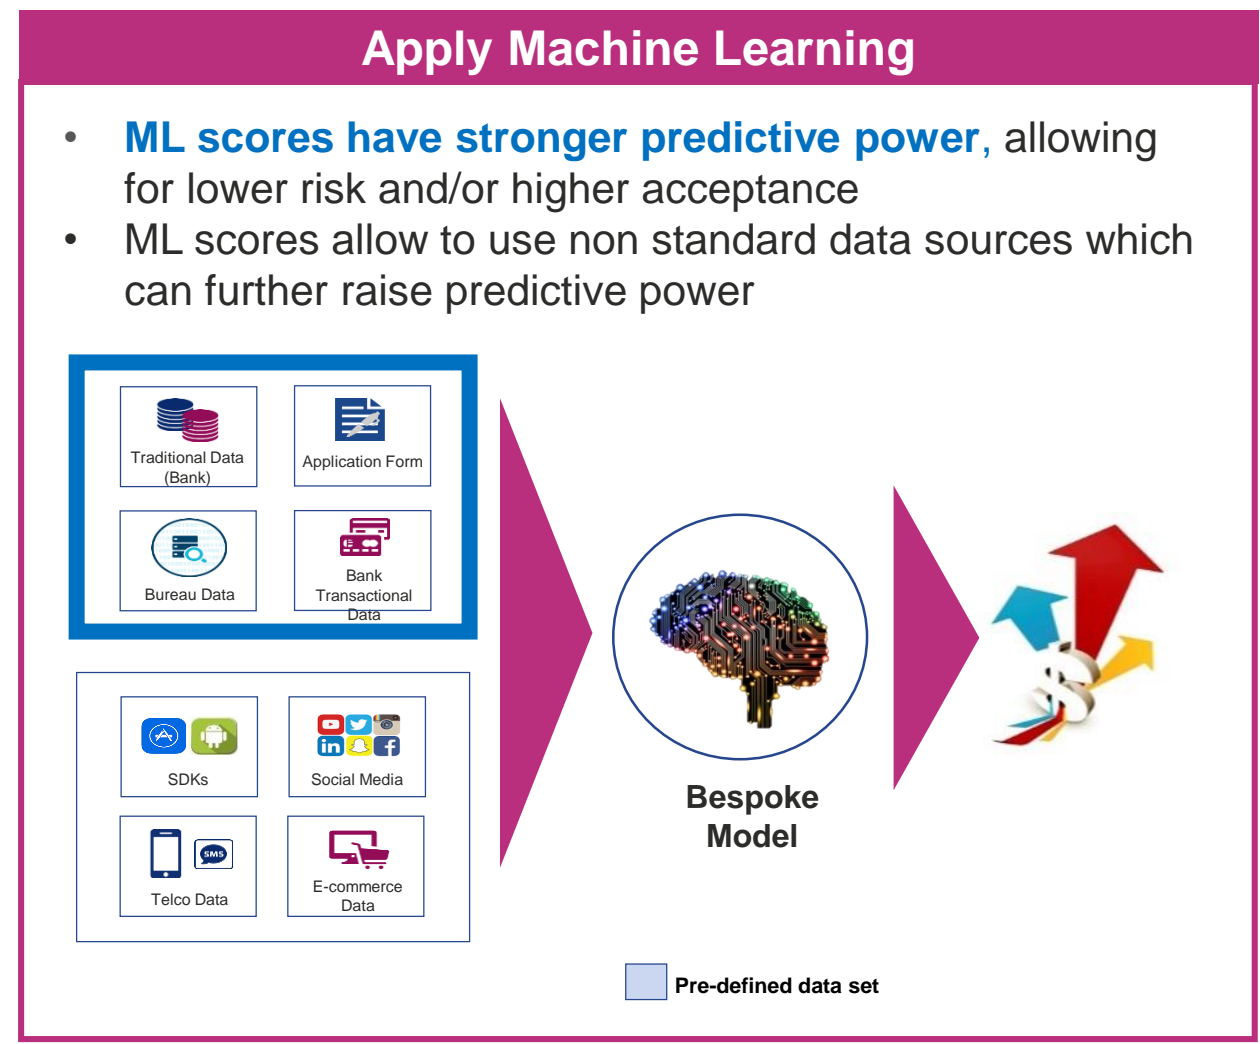 Apply Machine Learning
• ML scores have stronger predictive power, allowing
for lower risk and/or higher acceptance
• ML scores allow to use non standard data sources which
can further raise predictive power
Traditional Data
(Bank)
Application Form
Bureau Data
Bank
Transactional
Data
SDKs
Social Media
in
SMS
Telco Data
E-commerce
Data
Bespoke
Model
$
Pre-defined data set